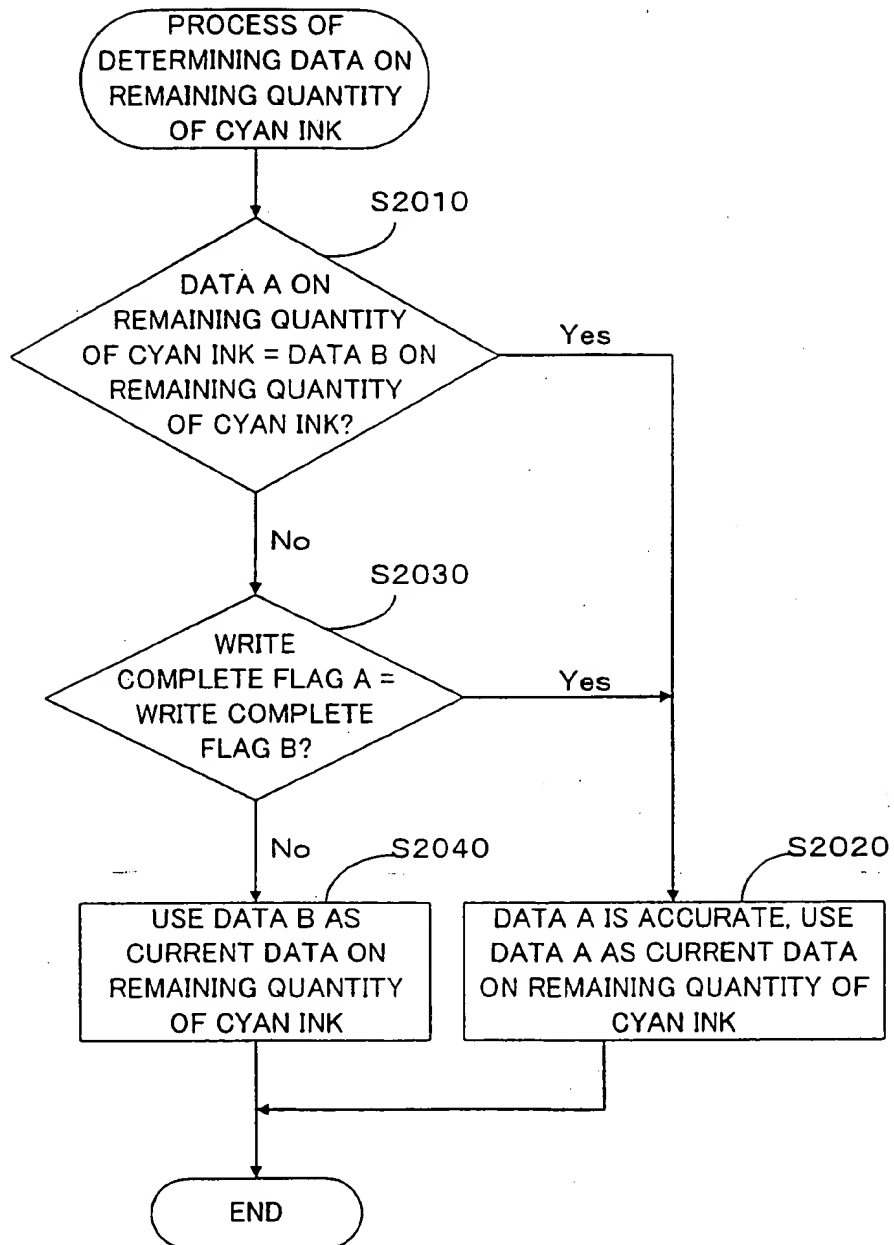 PROCESS OF
DETERMINING DATA ON
REMAINING QUANTITY
OF CYAN INK
S2010
DATA A ON
REMAINING QUANTITY
OF CYAN INK = DATA B ON
REMAINING QUANTITY
OF CYAN INK?
Yes
No
S2030
WRITE
COMPLETE FLAG A =
WRITE COMPLETE
FLAG B?
Yes
No
S2040
S2020
USE DATA B AS
CURRENT DATA ON
REMAINING QUANTITY
OF CYAN INK
DATA A IS ACCURATE, USE
DATA A AS CURRENT DATA
ON REMAINING QUANTITY OF
CYAN INK
END